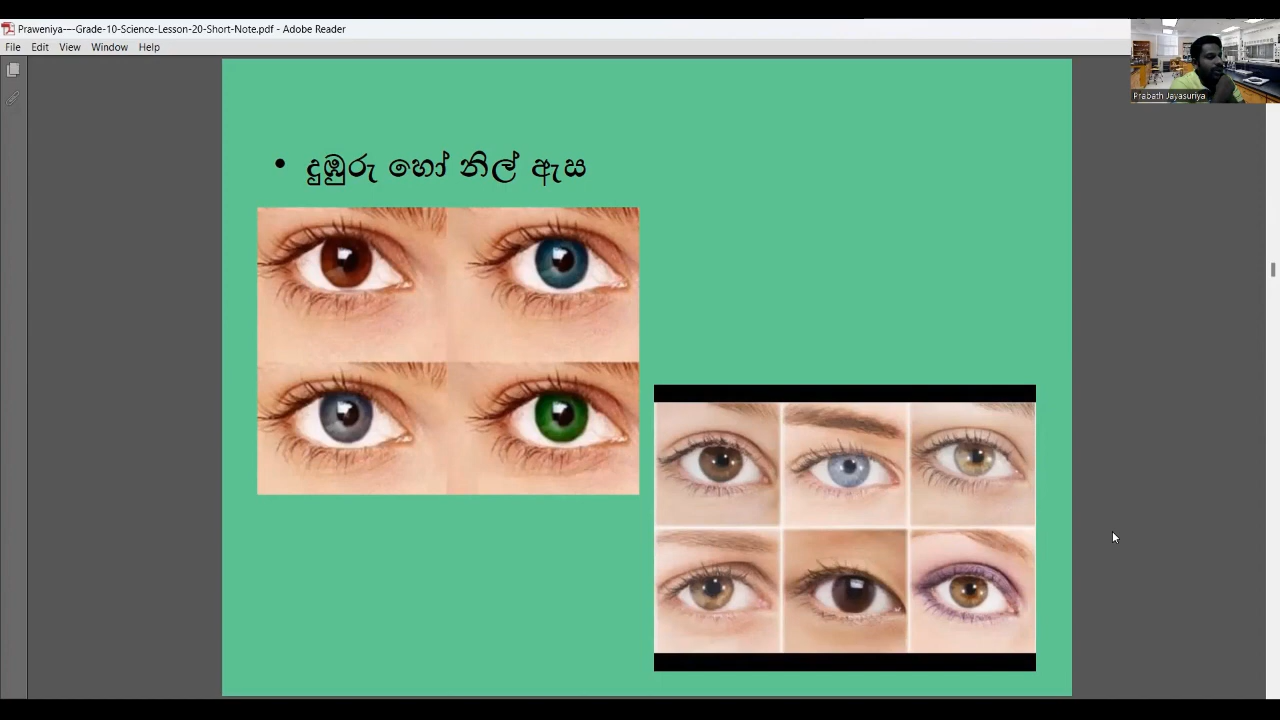 Praweniya---Grade-10-Science-Lesson-20-Short-Note.pdf - Adobe Reader
File Edit View Window Help
Prabath Jayasuriya
• දුඹුරු හෝ නිල් ඇස